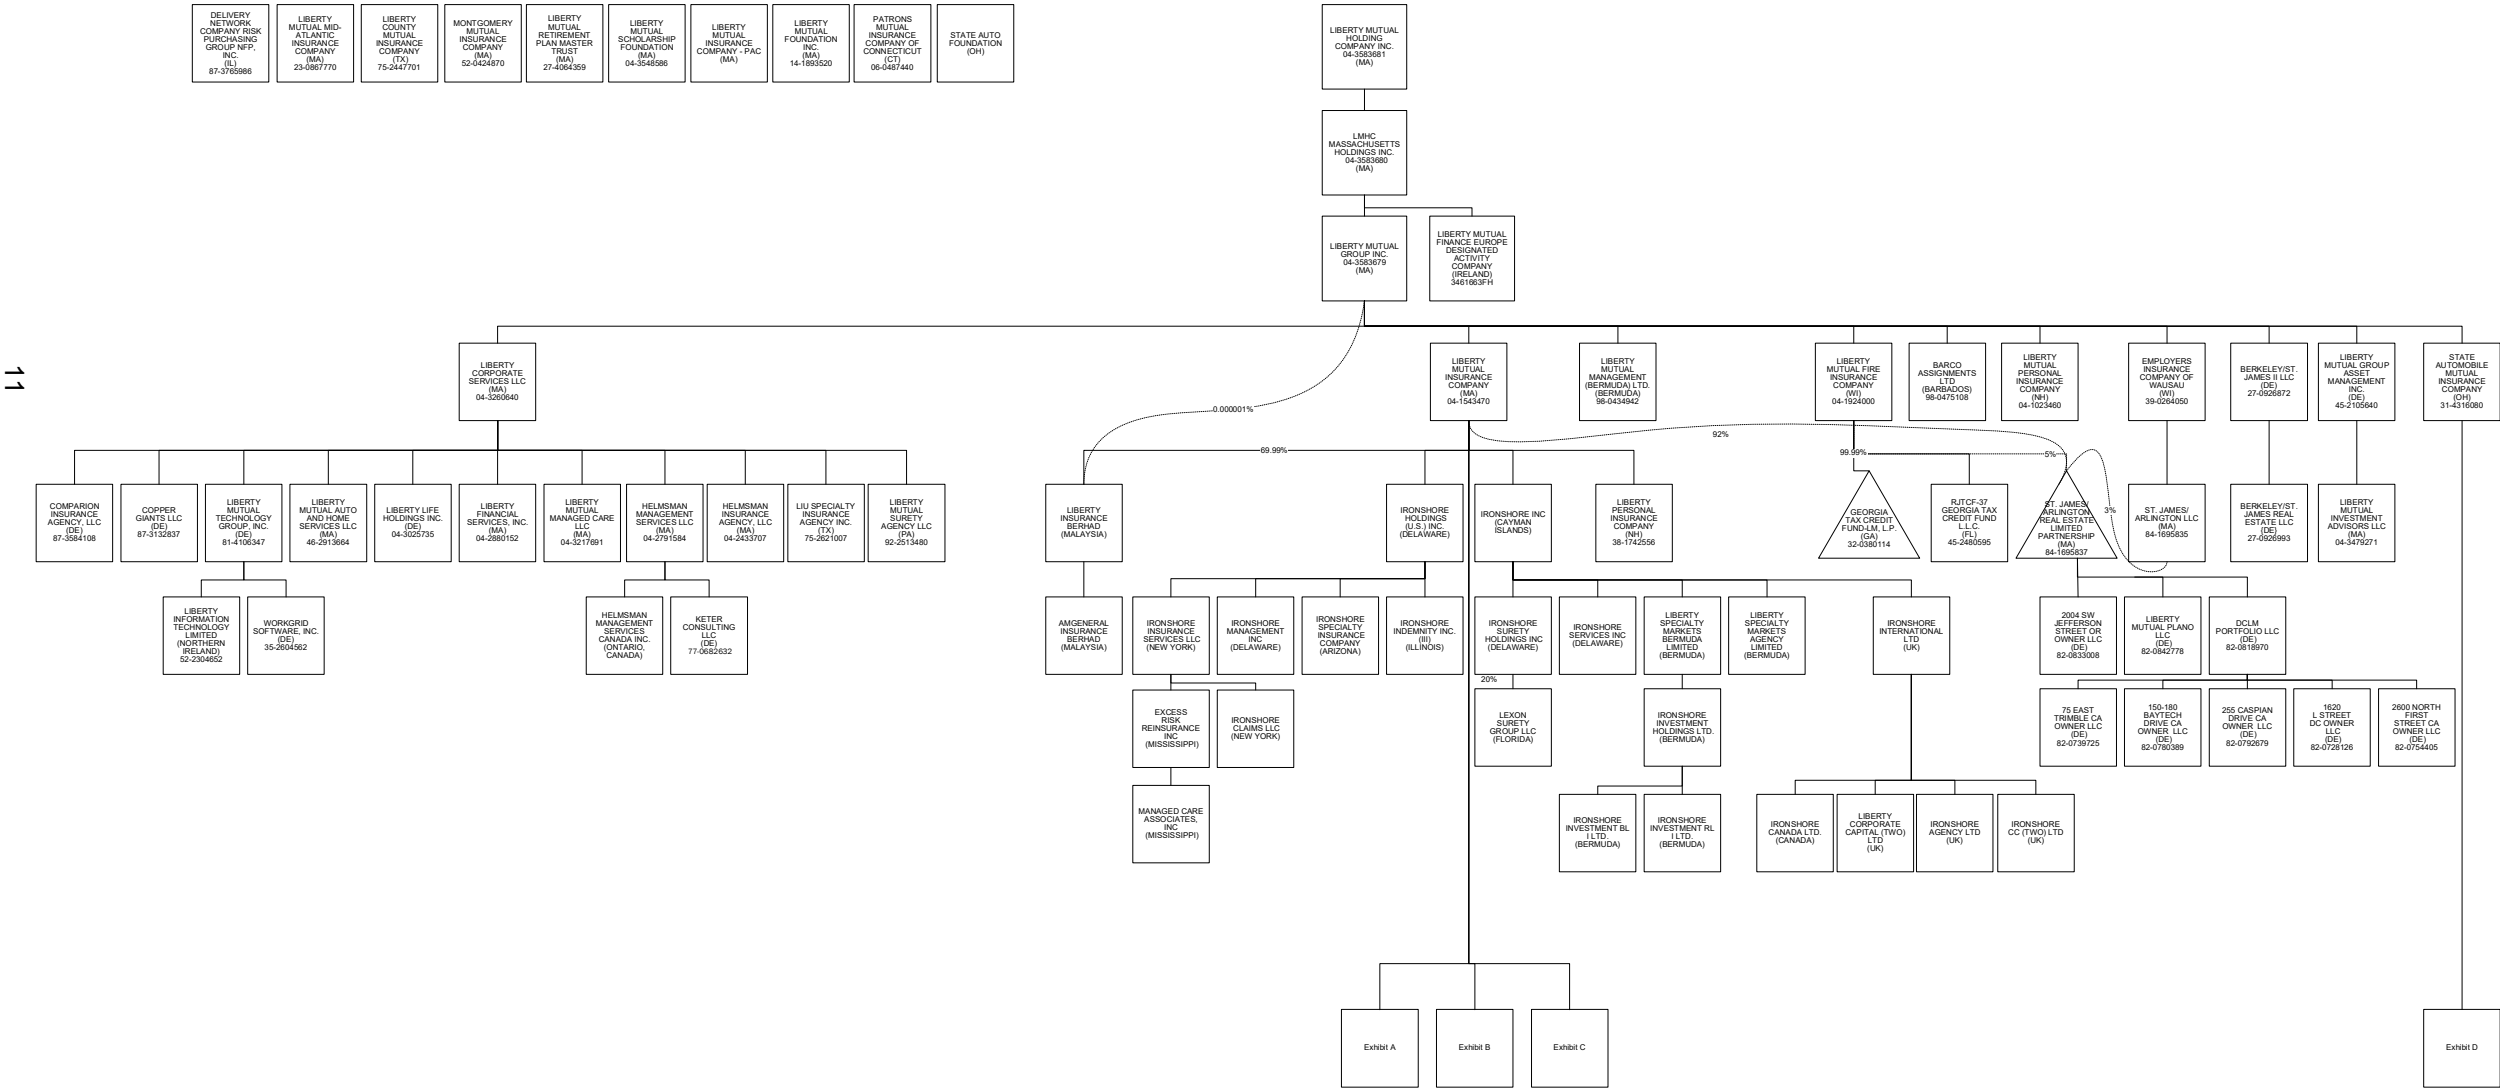 DELIVERY
NETWORK
COMPANY RISK
PURCHASING
GROUP NFP,
INC.
(IL)
87-3765986
LIBERTY
MUTUAL MID-
ATLANTIC
INSURANCE
COMPANY
(MA)
23-0867770
LIBERTY
COUNTY
MUTUAL
INSURANCE
COMPANY
(TX)
75-2447701
MONTGOMERY
MUTUAL
INSURANCE
COMPANY
(MA)
52-0424870
LIBERTY
MUTUAL
RETIREMENT
PLAN MASTER
TRUST
(MA)
27-4064359
LIBERTY
MUTUAL
SCHOLARSHIP
FOUNDATION
(MA)
04-3548586
LIBERTY
MUTUAL
INSURANCE
COMPANY - PAC
(MA)
LIBERTY
MUTUAL
FOUNDATION
INC.
(MA)
14-1893520
PATRONS
MUTUAL
INSURANCE
COMPANY OF
CONNECTICUT
(CT)
06-0487440
STATE AUTO
FOUNDATION
(OH)
LIBERTY MUTUAL
HOLDING
COMPANY INC.
04-3583681
(MA)
LMHC
MASSACHUSETTS
HOLDINGS INC.
04-3583680
(MA)
LIBERTY MUTUAL
GROUP INC.
04-3583679
(MA)
LIBERTY MUTUAL
FINANCE EUROPE
DESIGNATED
ACTIVITY
COMPANY
(IRELAND)
3461663FH
11
LIBERTY
CORPORATE
SERVICES LLC
(MA)
04-3260640
LIBERTY
MUTUAL
INSURANCE
COMPANY
(MA)
04-1543470
LIBERTY
MUTUAL
MANAGEMENT
(BERMUDA) LTD.
(BERMUDA)
98-0434942
LIBERTY
MUTUAL FIRE
INSURANCE
COMPANY
(WI)
04-1924000
BARCO
ASSIGNMENTS
LTD
(BARBADOS)
98-0475108
LIBERTY
MUTUAL
PERSONAL
INSURANCE
COMPANY
(NH)
04-1023460
EMPLOYERS
INSURANCE
COMPANY OF
WAUSAU
(WI)
39-0264050
BERKELEY/ST.
JAMES II LLC
(DE)
27-0926872
LIBERTY
MUTUAL GROUP
ASSET
MANAGEMENT
INC.
(DE)
45-2105640
STATE
AUTOMOBILE
MUTUAL
INSURANCE
COMPANY
(OH)
31-4316080
0.000001%
92%
69.99%
99.99%
5%
3%
COMPARION
INSURANCE
AGENCY, LLC
(DE)
87-3584108
COPPER
GIANTS LLC
(DE)
87-3132837
LIBERTY
MUTUAL
TECHNOLOGY
GROUP, INC.
(DE)
81-4106347
LIBERTY
MUTUAL AUTO
AND HOME
SERVICES LLC
(MA)
46-2913664
LIBERTY LIFE
HOLDINGS INC.
(DE)
04-3025735
LIBERTY
FINANCIAL
SERVICES, INC.
(MA)
04-2880152
LIBERTY
MUTUAL
MANAGED CARE
LLC
(MA)
04-3217691
HELMSMAN
MANAGEMENT
SERVICES LLC
(MA)
04-2791584
HELMSMAN
INSURANCE
AGENCY, LLC
(MA)
04-2433707
LIU SPECIALTY
INSURANCE
AGENCY INC.
(TX)
75-2621007
LIBERTY
MUTUAL
SURETY
AGENCY LLC
(PA)
92-2513480
LIBERTY
INSURANCE
BERHAD
(MALAYSIA)
IRONSHORE
HOLDINGS
(U.S.) INC.
(DELAWARE)
IRONSHORE INC
(CAYMAN
ISLANDS)
LIBERTY
PERSONAL
INSURANCE
COMPANY
(NH)
38-1742556
GEORGIA
TAX CREDIT
FUND-LM, L.P.
(GA)
32-0380114
RJTCF-37
GEORGIA TAX
CREDIT FUND
L.L.C.
(FL)
45-2480595
ST. JAMES/
ARLINGTON
REAL ESTATE
LIMITED
PARTNERSHIP
(MA)
84-1695837
ST. JAMES/
ARLINGTON LLC
(MA)
84-1695835
BERKELEY/ST.
JAMES REAL
ESTATE LLC
(DE)
27-0926993
LIBERTY
MUTUAL
INVESTMENT
ADVISORS LLC
(MA)
04-3479271
LIBERTY
INFORMATION
TECHNOLOGY
LIMITED
(NORTHERN
IRELAND)
52-2304652
WORKGRID
SOFTWARE, INC.
(DE)
35-2604562
HELMSMAN
MANAGEMENT
SERVICES
CANADA INC.
(ONTARIO,
CANADA)
KETER
CONSULTING
LLC
(DE)
77-0682632
AMGENERAL
INSURANCE
BERHAD
(MALAYSIA)
IRONSHORE
INSURANCE
SERVICES LLC
(NEW YORK)
IRONSHORE
MANAGEMENT
INC
(DELAWARE)
IRONSHORE
SPECIALTY
INSURANCE
COMPANY
(ARIZONA)
IRONSHORE
INDEMNITY INC.
(III)
(ILLINOIS)
IRONSHORE
SURETY
HOLDINGS INC
(DELAWARE)
IRONSHORE
SERVICES INC
(DELAWARE)
LIBERTY
SPECIALTY
MARKETS
BERMUDA
LIMITED
(BERMUDA)
LIBERTY
SPECIALTY
MARKETS
AGENCY
LIMITED
(BERMUDA)
IRONSHORE
INTERNATIONAL
LTD
(UK)
2004 SW
JEFFERSON
STREET OR
OWNER LLC
(DE)
82-0833008
LIBERTY
MUTUAL PLANO
LLC
(DE)
82-0842778
DCLM
PORTFOLIO LLC
(DE)
82-0818970
20%
EXCESS
RISK
REINSURANCE
INC
(MISSISSIPPI)
IRONSHORE
CLAIMS LLC
(NEW YORK)
LEXON
SURETY
GROUP LLC
(FLORIDA)
IRONSHORE
INVESTMENT
HOLDINGS LTD.
(BERMUDA)
75 EAST
TRIMBLE CA
OWNER LLC
(DE)
82-0739725
150-180
BAYTECH
DRIVE CA
OWNER LLC
(DE)
82-0780389
255 CASPIAN
DRIVE CA
OWNER LLC
(DE)
82-0792679
1620
L STREET
DC OWNER
LLC
(DE)
82-0728126
2600 NORTH
FIRST
STREET CA
OWNER LLC
(DE)
82-0754405
MANAGED CARE
ASSOCIATES,
INC
(MISSISSIPPI)
IRONSHORE
INVESTMENT BL
I LTD.
(BERMUDA)
IRONSHORE
INVESTMENT RL
I LTD.
(BERMUDA)
IRONSHORE
CANADA LTD.
(CANADA)
LIBERTY
CORPORATE
CAPITAL (TWO)
LTD
(UK)
IRONSHORE
AGENCY LTD
(UK)
IRONSHORE
CC (TWO) LTD
(UK)
Exhibit A
Exhibit B
Exhibit C
Exhibit D